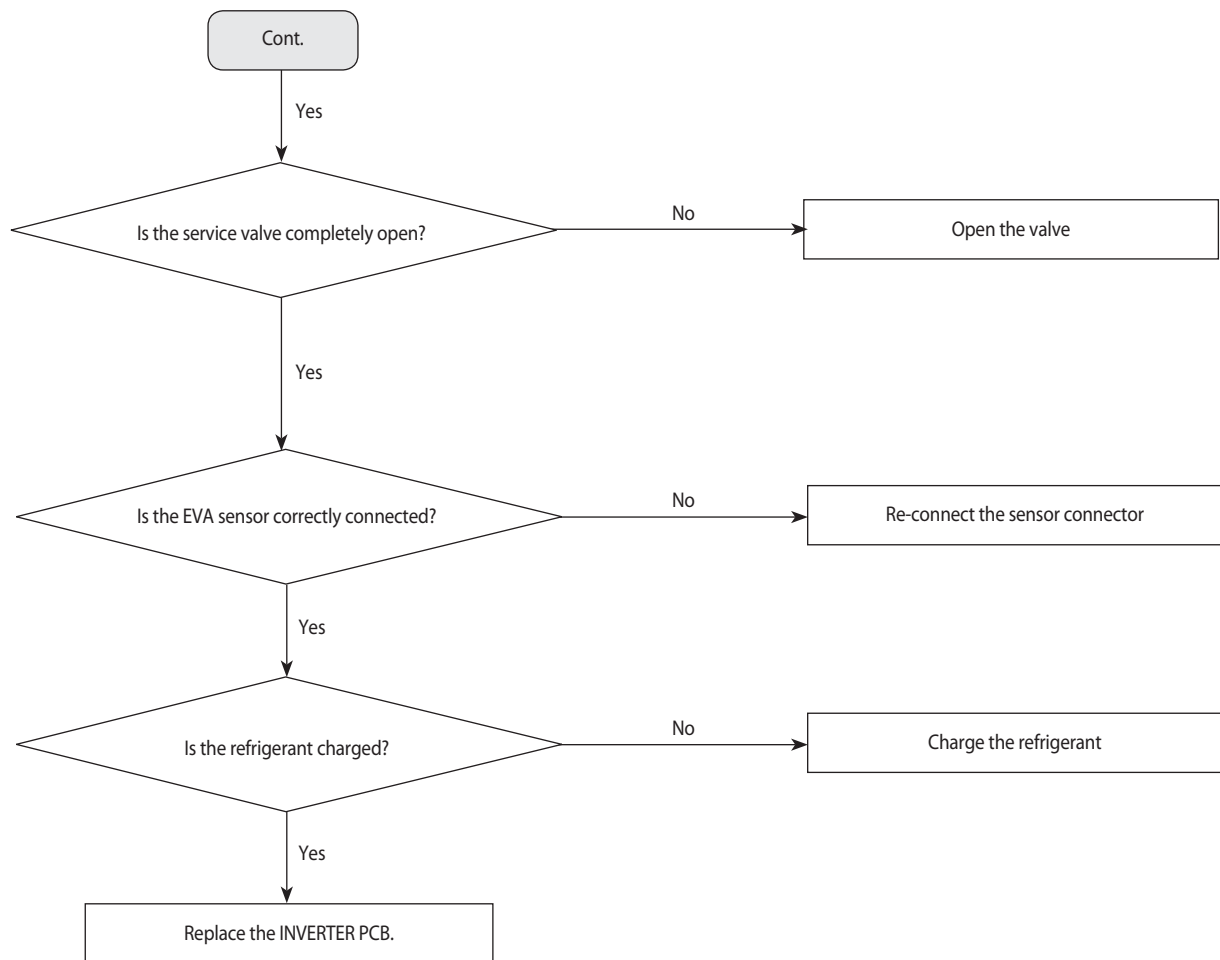 Cont.
Yes
Is the service valve completely open?
No
Open the valve
Yes
Is the EVA sensor correctly connected?
No
Re-connect the sensor connector
Yes
Is the refrigerant charged?
No
Charge the refrigerant
Yes
Replace the INVERTER PCB.